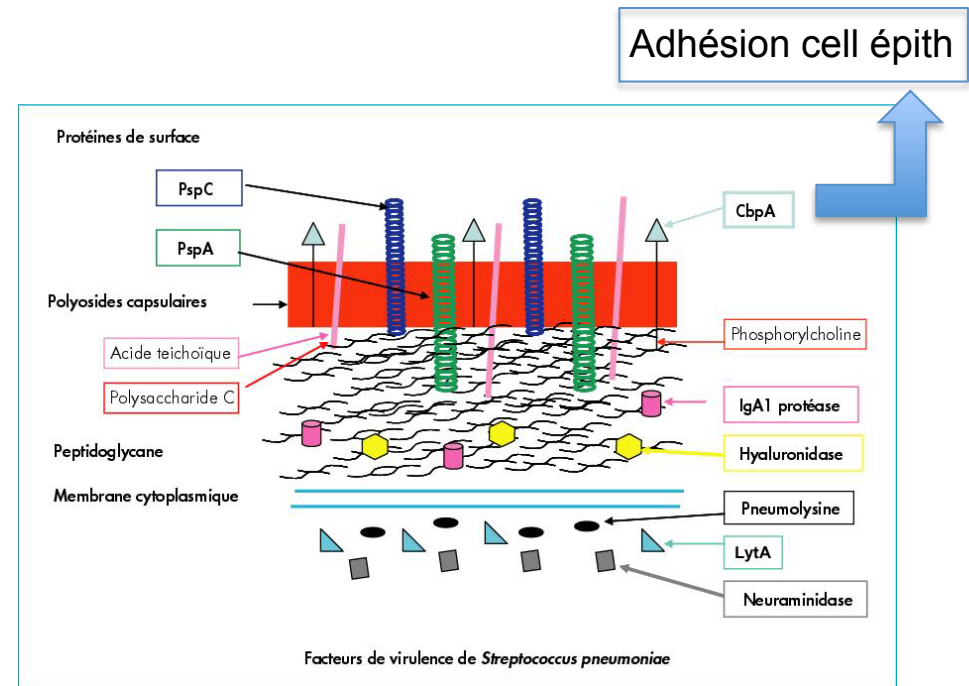 Adhésion cell épith
Protéines de surface
PspC
CbpA
PspA
Polyosides capsulaires
Phosphorylcholine
Acide teichoïque
Polysaccharide C
IgA1 protéase
Peptidoglycane
Hyaluronidase
Membrane cytoplasmique
Pneumolysine
LytA
Neuraminidase
Facteurs de virulence de Streptococcus pneumoniae